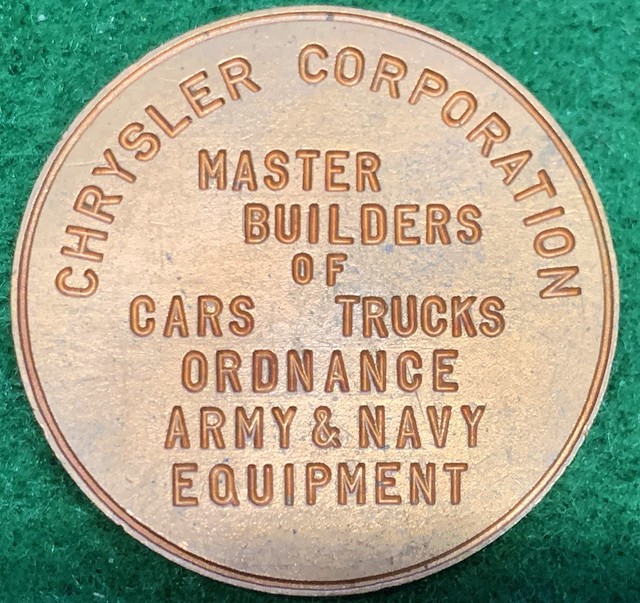 CHRYSLER CORPORATION
MASTER
BUILDERS
OF
CARS TRUCKS
ORDNANCE
ARMY & NAVY
EQUIPMENT